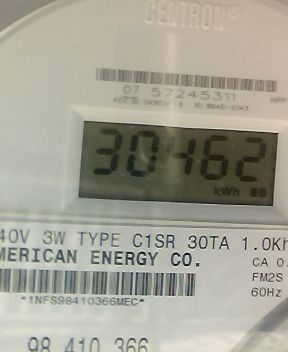 CENTRON®
07 57245311
30462
kWh
40V 3W TYPE C1SR 30TA 1.0Kh
MERICAN ENERGY CO.
CA 0.
FM2S
*1NFS98410366MEC*
60Hz
98 410 366